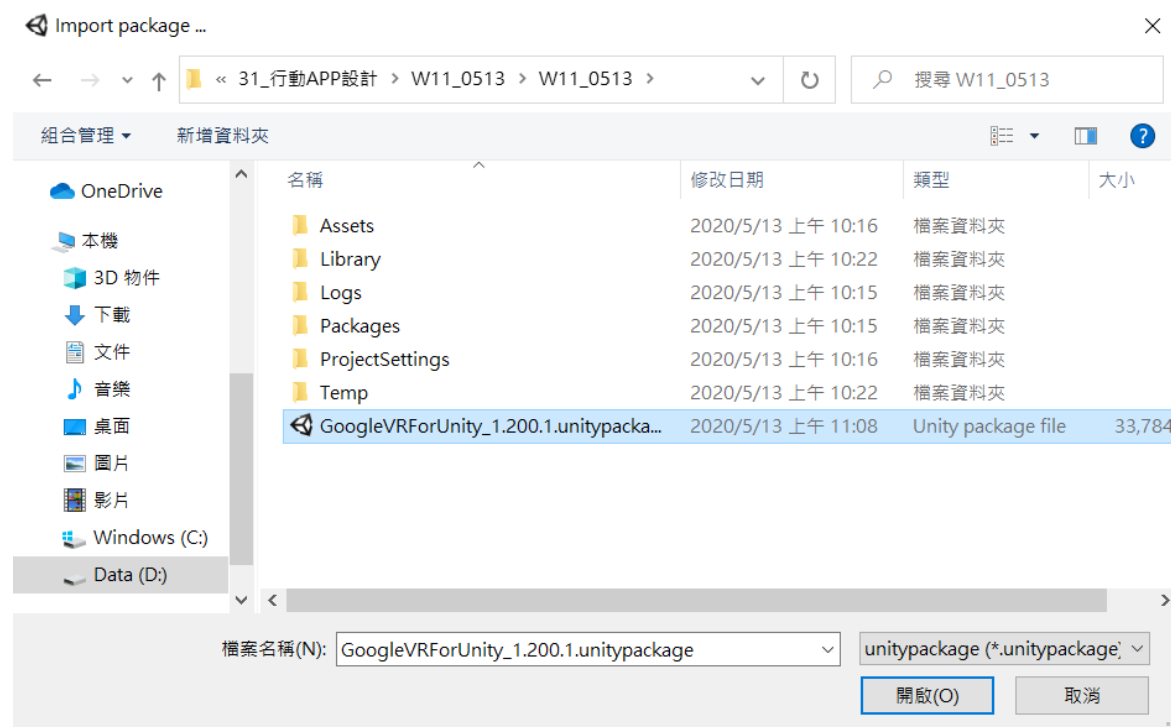 Import package ...
« 31_行動APP設計 > W11_0513 > W11_0513 >
搜尋 W11_0513
組合管理 新增資料夾
名稱 修改日期 類型 大小
OneDrive
本機
3D 物件
下載
文件
音樂
桌面
圖片
影片
Windows (C:)
Data (D:)
Assets 2020/5/13 上午 10:16 檔案資料夾
Library 2020/5/13 上午 10:22 檔案資料夾
Logs 2020/5/13 上午 10:15 檔案資料夾
Packages 2020/5/13 上午 10:15 檔案資料夾
ProjectSettings 2020/5/13 上午 10:16 檔案資料夾
Temp 2020/5/13 上午 10:22 檔案資料夾
GoogleVRForUnity_1.200.1.unitypacka... 2020/5/13 上午 11:08 Unity package file 33,784
檔案名稱(N): GoogleVRForUnity_1.200.1.unitypackage
unitypackage (*.unitypackage)
開啟(O) 取消